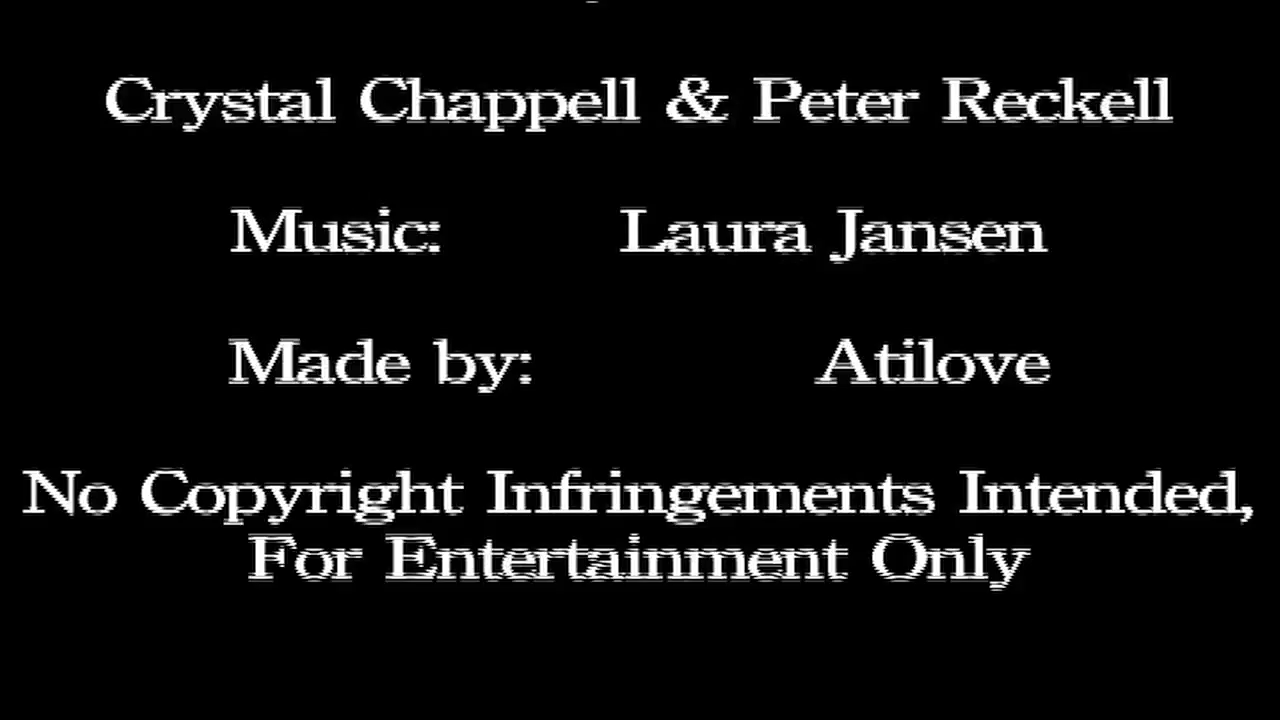 Crystal Chappell & Peter Reckell
Music: Laura Jansen
Made by: Atilove
No Copyright Infringements Intended,
For Entertainment Only